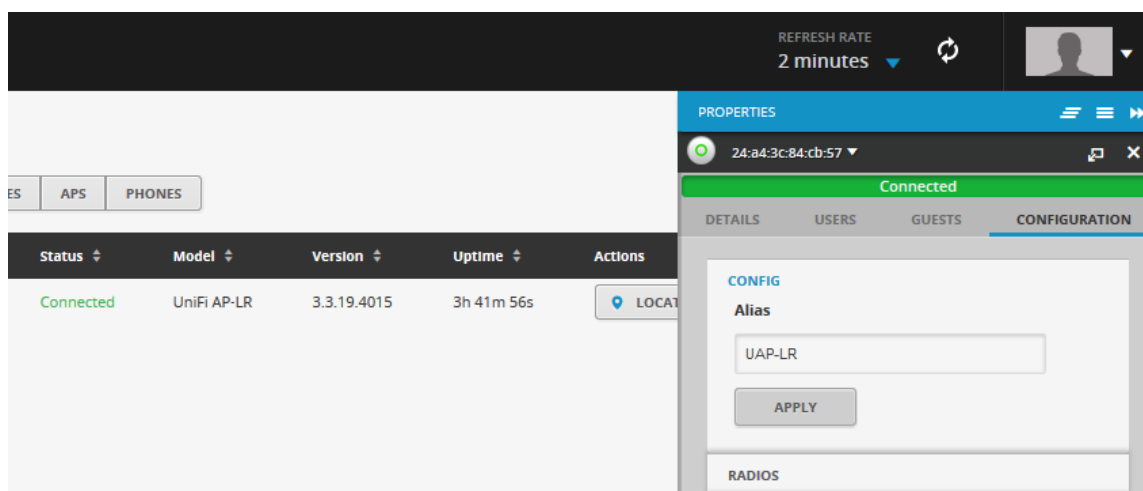 REFRESH RATE
2 minutes
PROPERTIES
24:a4:3c:84:cb:57
Connected
ES APS PHONES
DETAILS USERS GUESTS CONFIGURATION
Status Model Version Uptime Actions
Connected UniFi AP-LR 3.3.19.4015 3h 41m 56s LOCAT
CONFIG
Alias
UAP-LR
APPLY
RADIOS